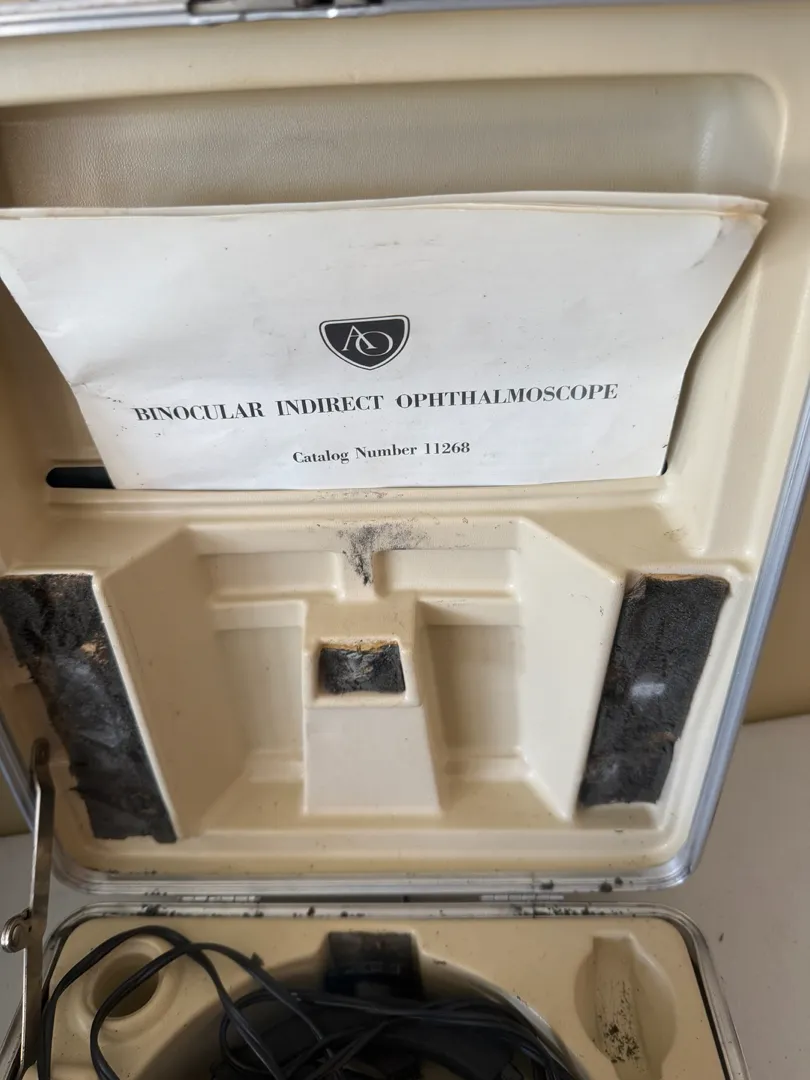 AO
BINOCULAR INDIRECT OPHTHALMOSCOPE
Catalog Number 11268